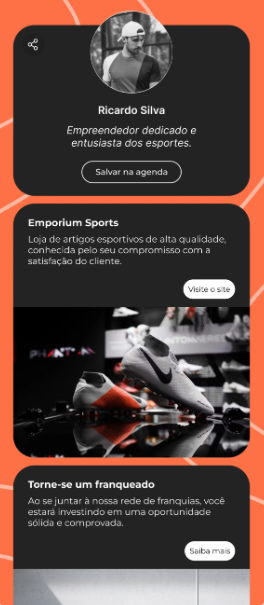 Ricardo Silva
Empreendedor dedicado e
entusiasta dos esportes.
Salvar na agenda
Emporium Sports
Loja de artigos esportivos de alta qualidade,
conhecida pelo seu compromisso com a
satisfação do cliente.
Visite o site
PHANTOM
Torne-se um franqueado
Ao se juntar à nossa rede de franquias, você
estará investindo em uma oportunidade
sólida e comprovada.
Saiba mais